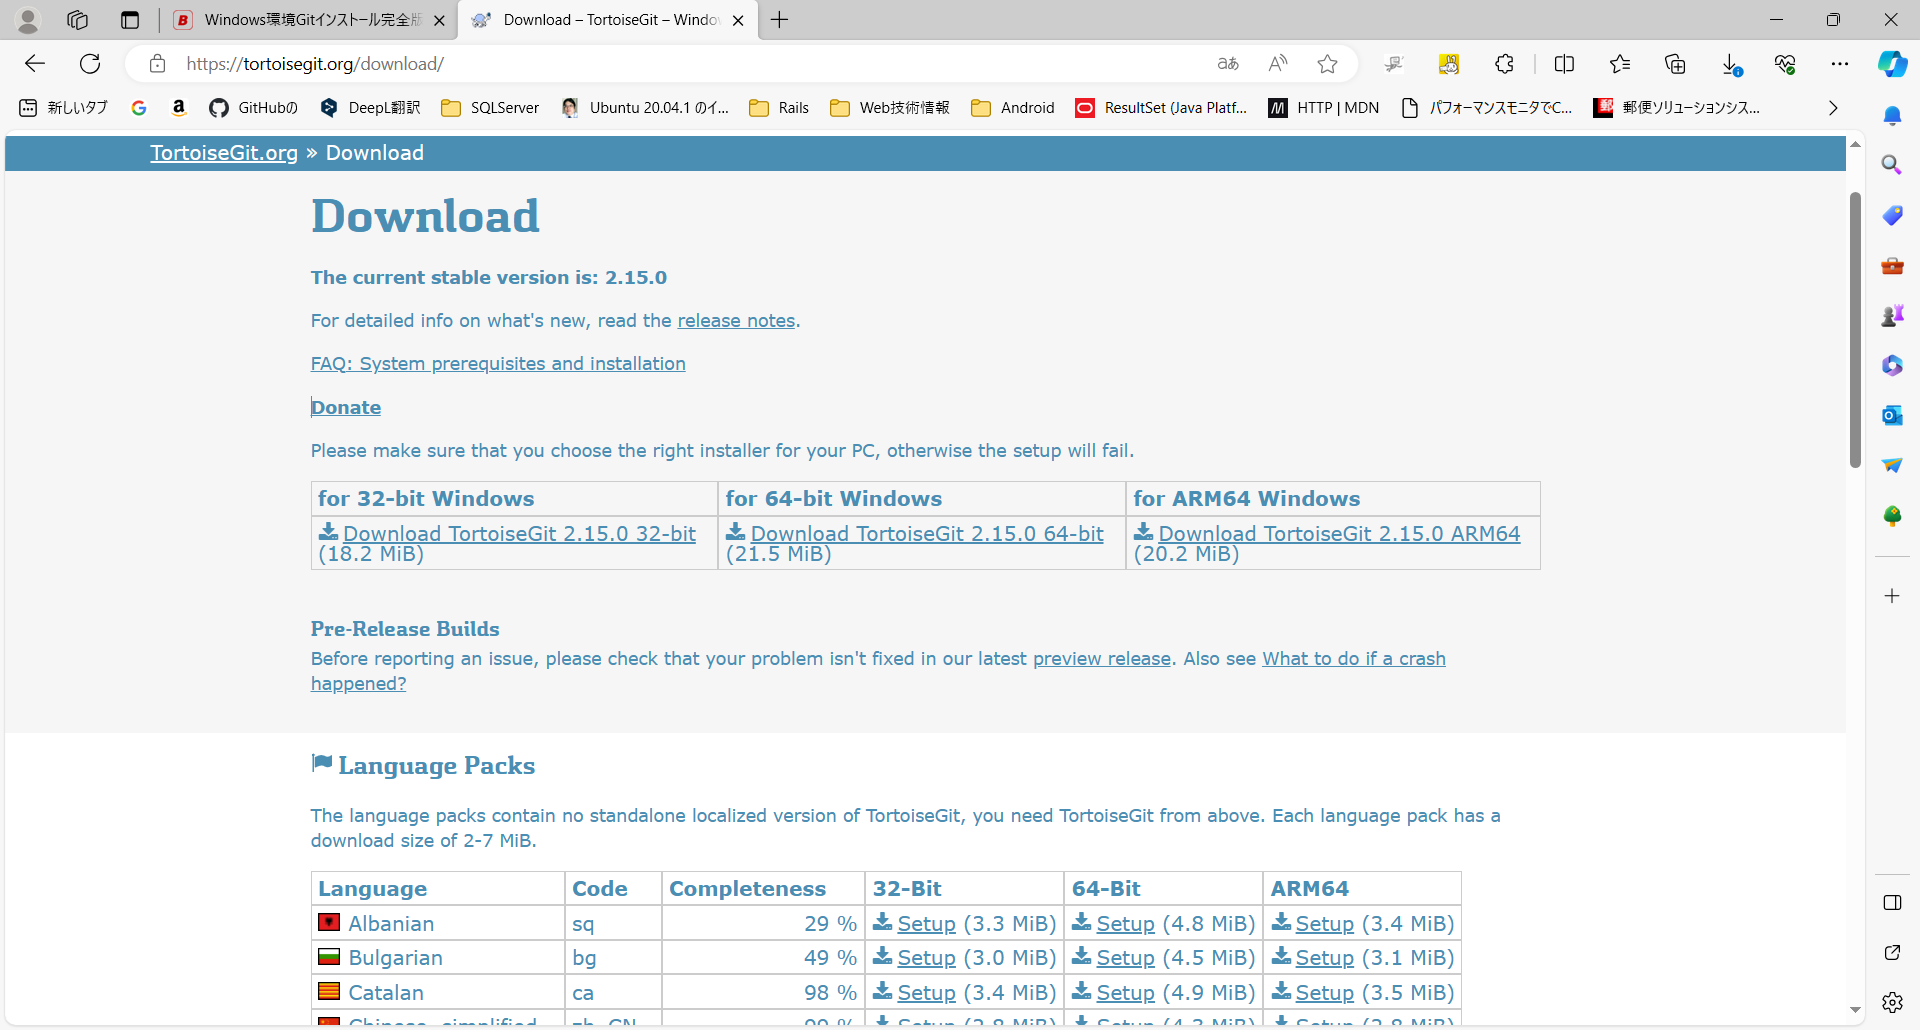 Windows環境Gitインストール完全版
Download – TortoiseGit – Windo
https://tortoisegit.org/download/
新しいタブ
GitHubの
DeepL翻訳
SQLServer
Ubuntu 20.04.1 のイ...
Rails
Web技術情報
Android
ResultSet (Java Platf...
HTTP | MDN
パフォーマンスモニタでC...
郵便ソリューションシス...
TortoiseGit.org » Download
Download
The current stable version is: 2.15.0
For detailed info on what's new, read the release notes.
FAQ: System prerequisites and installation
Donate
Please make sure that you choose the right installer for your PC, otherwise the setup will fail.
for 32-bit Windows for 64-bit Windows for ARM64 Windows
Download TortoiseGit 2.15.0 32-bit Download TortoiseGit 2.15.0 64-bit Download TortoiseGit 2.15.0 ARM64
(18.2 MiB) (21.5 MiB) (20.2 MiB)
Pre-Release Builds
Before reporting an issue, please check that your problem isn't fixed in our latest preview release. Also see What to do if a crash
happened?
Language Packs
The language packs contain no standalone localized version of TortoiseGit, you need TortoiseGit from above. Each language pack has a
download size of 2-7 MiB.
Language Code Completeness 32-Bit 64-Bit ARM64
Albanian sq 29 % Setup (3.3 MiB) Setup (4.8 MiB) Setup (3.4 MiB)
Bulgarian bg 49 % Setup (3.0 MiB) Setup (4.5 MiB) Setup (3.1 MiB)
Catalan ca 98 % Setup (3.4 MiB) Setup (4.9 MiB) Setup (3.5 MiB)